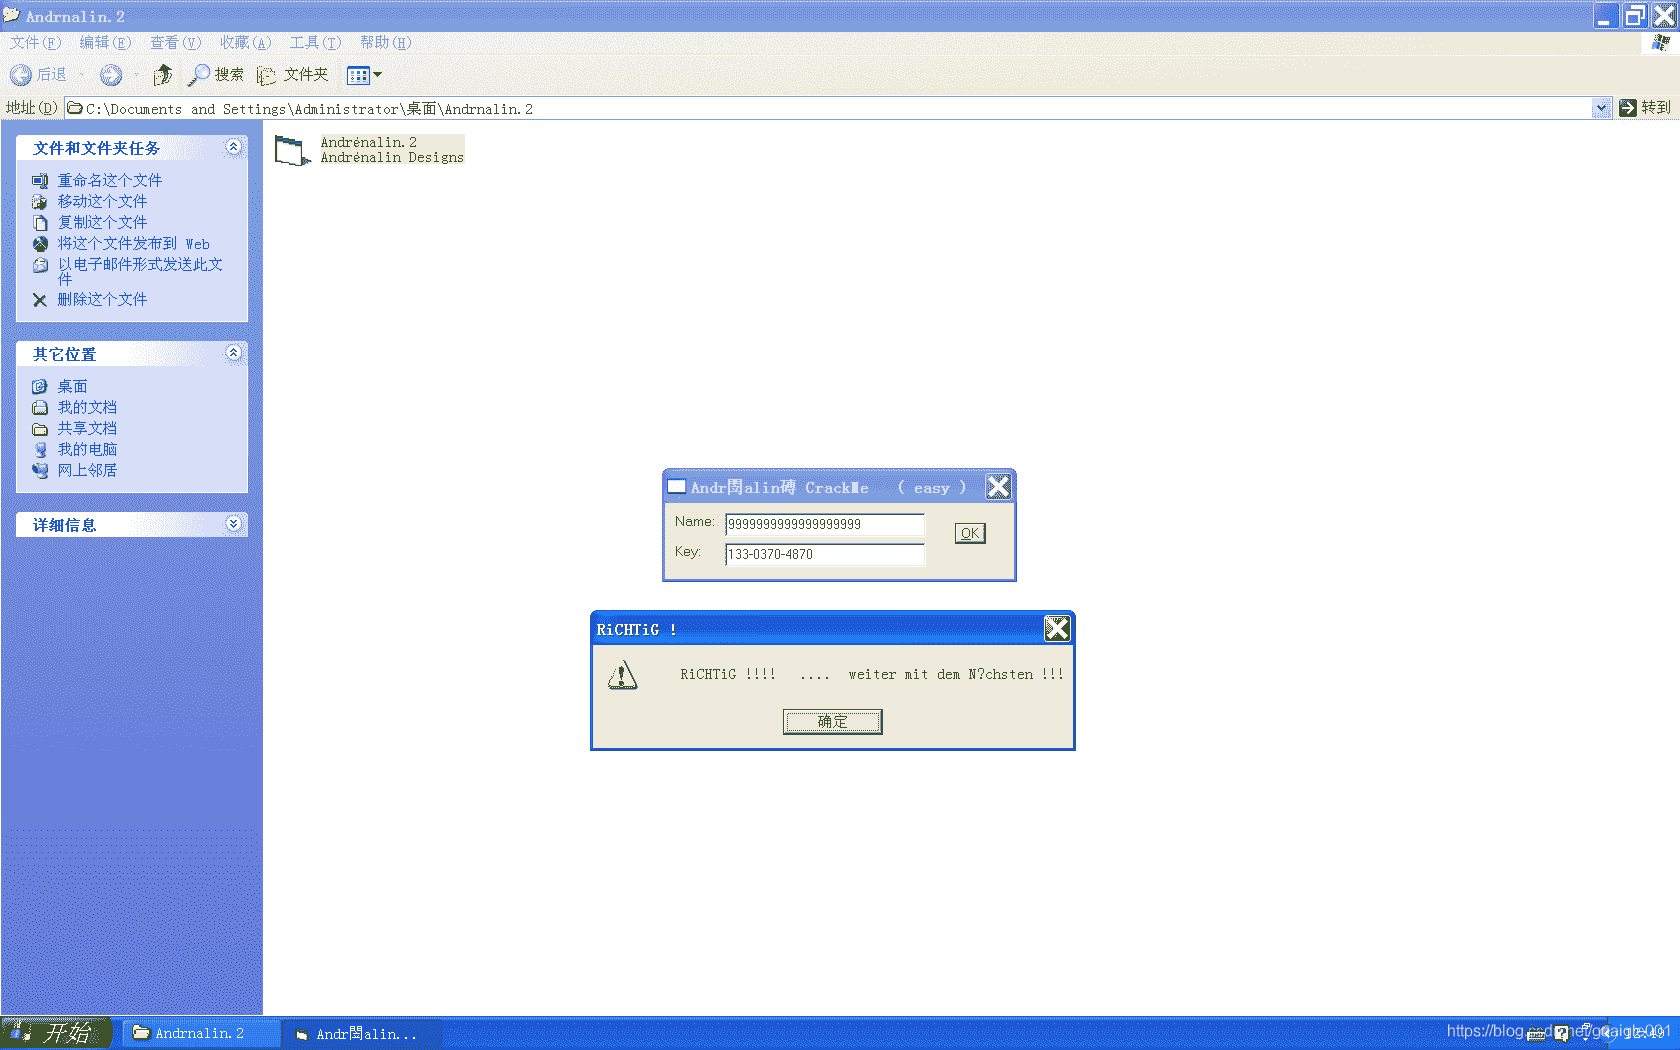 Andrnalin.2
文件(F) 编辑(E) 查看(V) 收藏(A) 工具(T) 帮助(H)
后退 搜索 文件夹
地址(D) C:\Documents and Settings\Administrator\桌面\Andrnalin.2 转到
文件和文件夹任务
重命名这个文件
移动这个文件
复制这个文件
将这个文件发布到 Web
以电子邮件形式发送此文
件
删除这个文件
其它位置
桌面
我的文档
共享文档
我的电脑
网上邻居
详细信息
Andrénalin.2
Andrénalin Designs
Andr閚alin磗 CrackMe ( easy )
Name: 9999999999999999999
Key: 133-0370-4870
OK
RiCHTiG !
RiCHTiG !!!! .... weiter mit dem N?chsten !!!
确定
开始 Andrnalin.2 Andr閚alin...
12:49